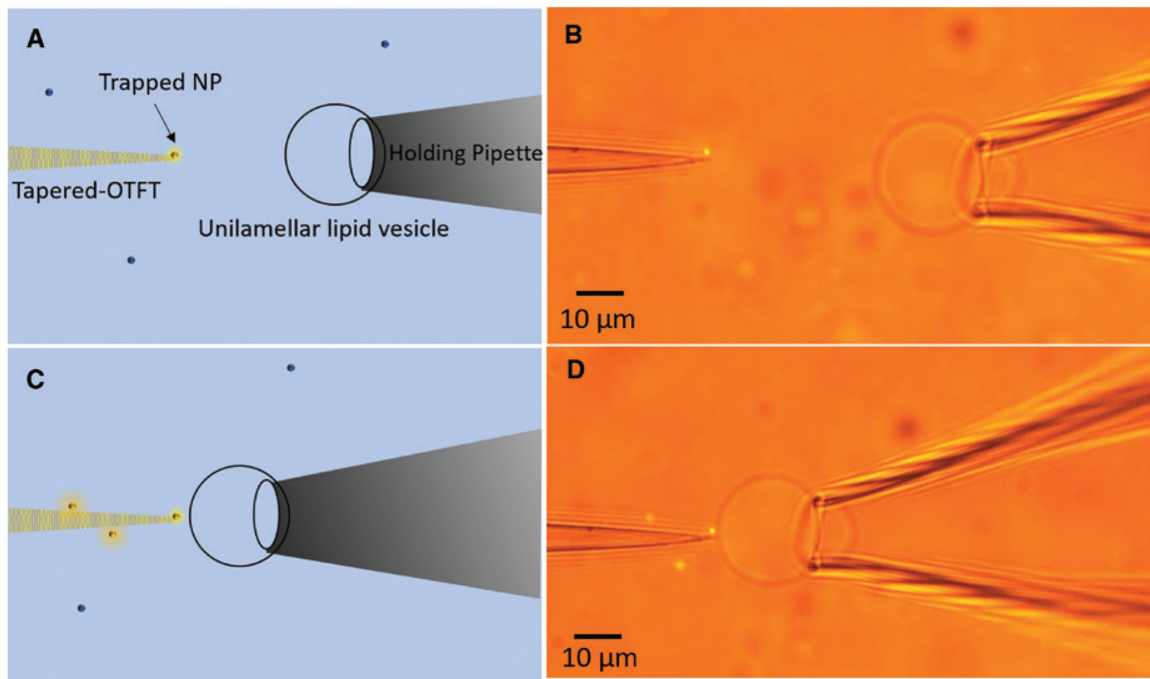 A
Trapped NP
Holding Pipette
Tapered-OTFT
Unilamellar lipid vesicle
B
10 µm
C
D
10 µm